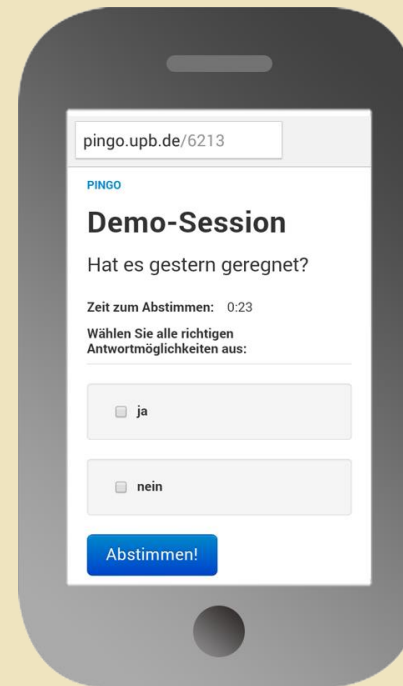 pingo.upb.de/6213
PINGO
Demo-Session
Hat es gestern geregnet?
Zeit zum Abstimmen: 0:23
Wählen Sie alle richtigen
Antwortmöglichkeiten aus:
ja
nein
Abstimmen!